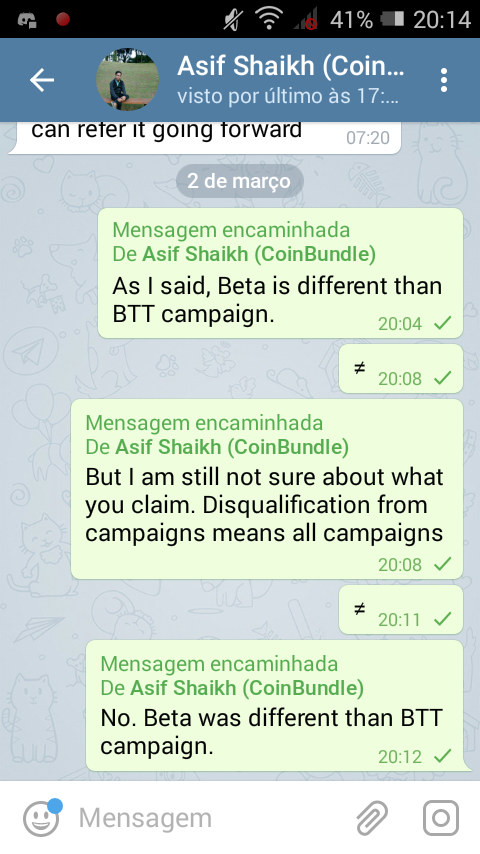 41% 20:14
Asif Shaikh (Coin...
visto por último às 17:...
can refer it going forward
07:20
2 de março
Mensagem encaminhada
De Asif Shaikh (CoinBundle)
As I said, Beta is different than
BTT campaign.
20:04
≠
20:08
Mensagem encaminhada
De Asif Shaikh (CoinBundle)
But I am still not sure about what
you claim. Disqualification from
campaigns means all campaigns
20:08
≠
20:11
Mensagem encaminhada
De Asif Shaikh (CoinBundle)
No. Beta was different than BTT
campaign.
20:12
Mensagem